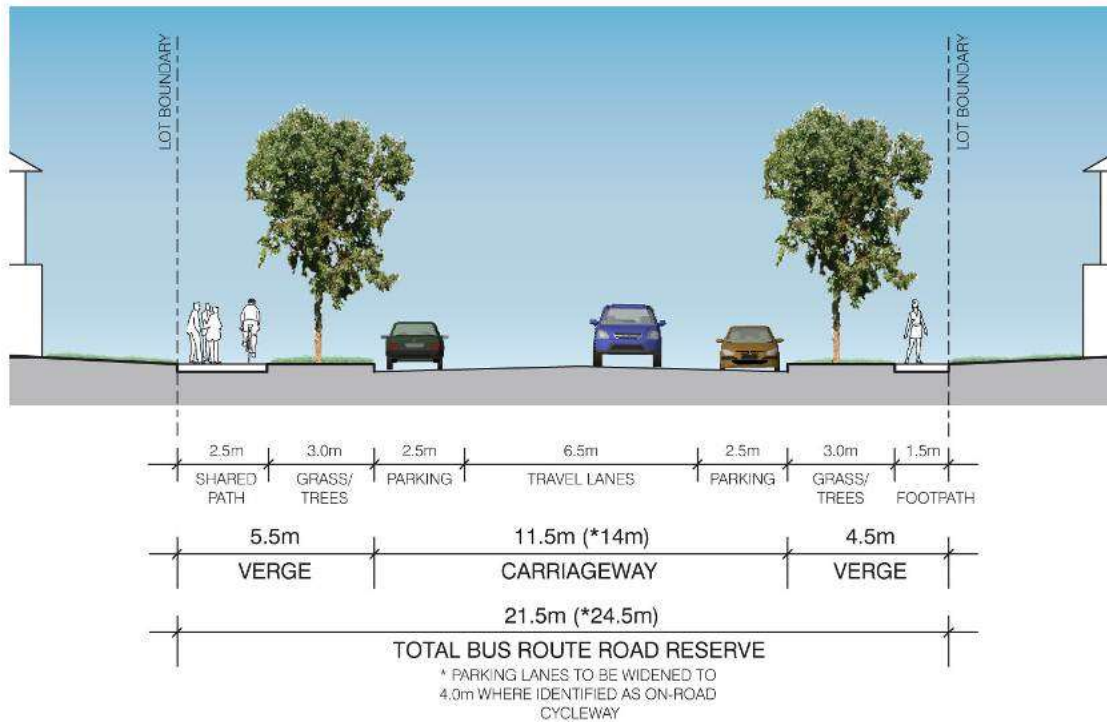 LOT BOUNDARY
LOT BOUNDARY
2.5m
3.0m
2.5m
6.5m
2.5m
3.0m
1.5m
SHARED
PATH
GRASS/
TREES
PARKING
TRAVEL LANES
PARKING
GRASS/
TREES
FOOTPATH
5.5m
11.5m (*14m)
4.5m
VERGE
CARRIAGEWAY
VERGE
21.5m (*24.5m)
TOTAL BUS ROUTE ROAD RESERVE
* PARKING LANES TO BE WIDENED TO
4.0m WHERE IDENTIFIED AS ON-ROAD
CYCLEWAY